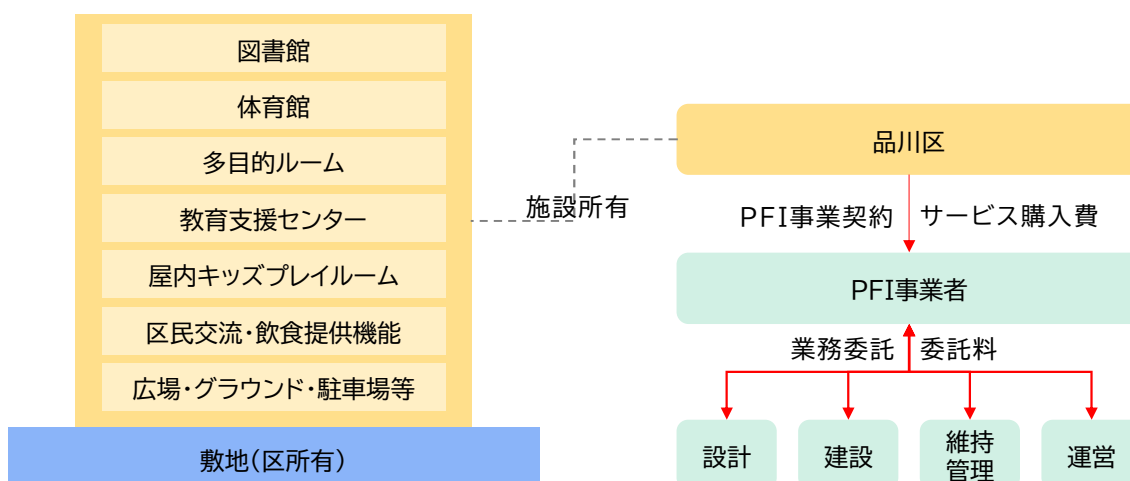 図書館
体育館
多目的ルーム
教育支援センター
屋内キッズプレイルーム
区民交流・飲食提供機能
広場・グラウンド・駐車場等
敷地(区所有)
施設所有
品川区
PFI事業契約 サービス購入費
PFI事業者
業務委託 委託料
設計
建設
維持
管理
運営